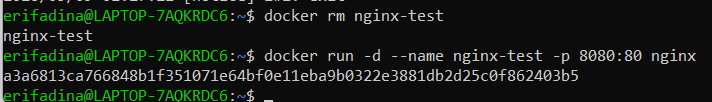 erifadina@LAPTOP-7AQKRDC6:~$ docker rm nginx-test
nginx-test
erifadina@LAPTOP-7AQKRDC6:~$ docker run -d --name nginx-test -p 8080:80 nginx
a3a6813ca766848b1f351071e64bf0e11eba9b0322e3881db2d25c0f862403b5
erifadina@LAPTOP-7AQKRDC6:~$